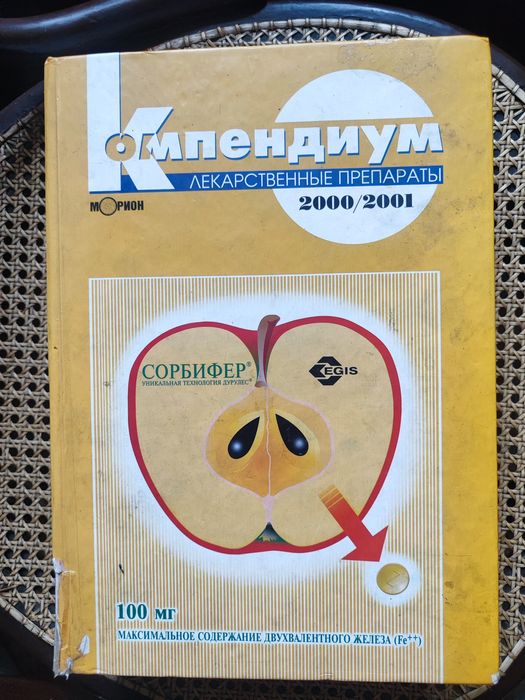 Компендиум
ЛЕКАРСТВЕННЫЕ ПРЕПАРАТЫ
МОРИОН
2000/2001
СОРБИФЕР®
УНИКАЛЬНАЯ ТЕХНОЛОГИЯ ДУРУЛЕС®
EGIS
100 мг
МАКСИМАЛЬНОЕ СОДЕРЖАНИЕ ДВУХВАЛЕНТНОГО ЖЕЛЕЗА (Fe⁺⁺)